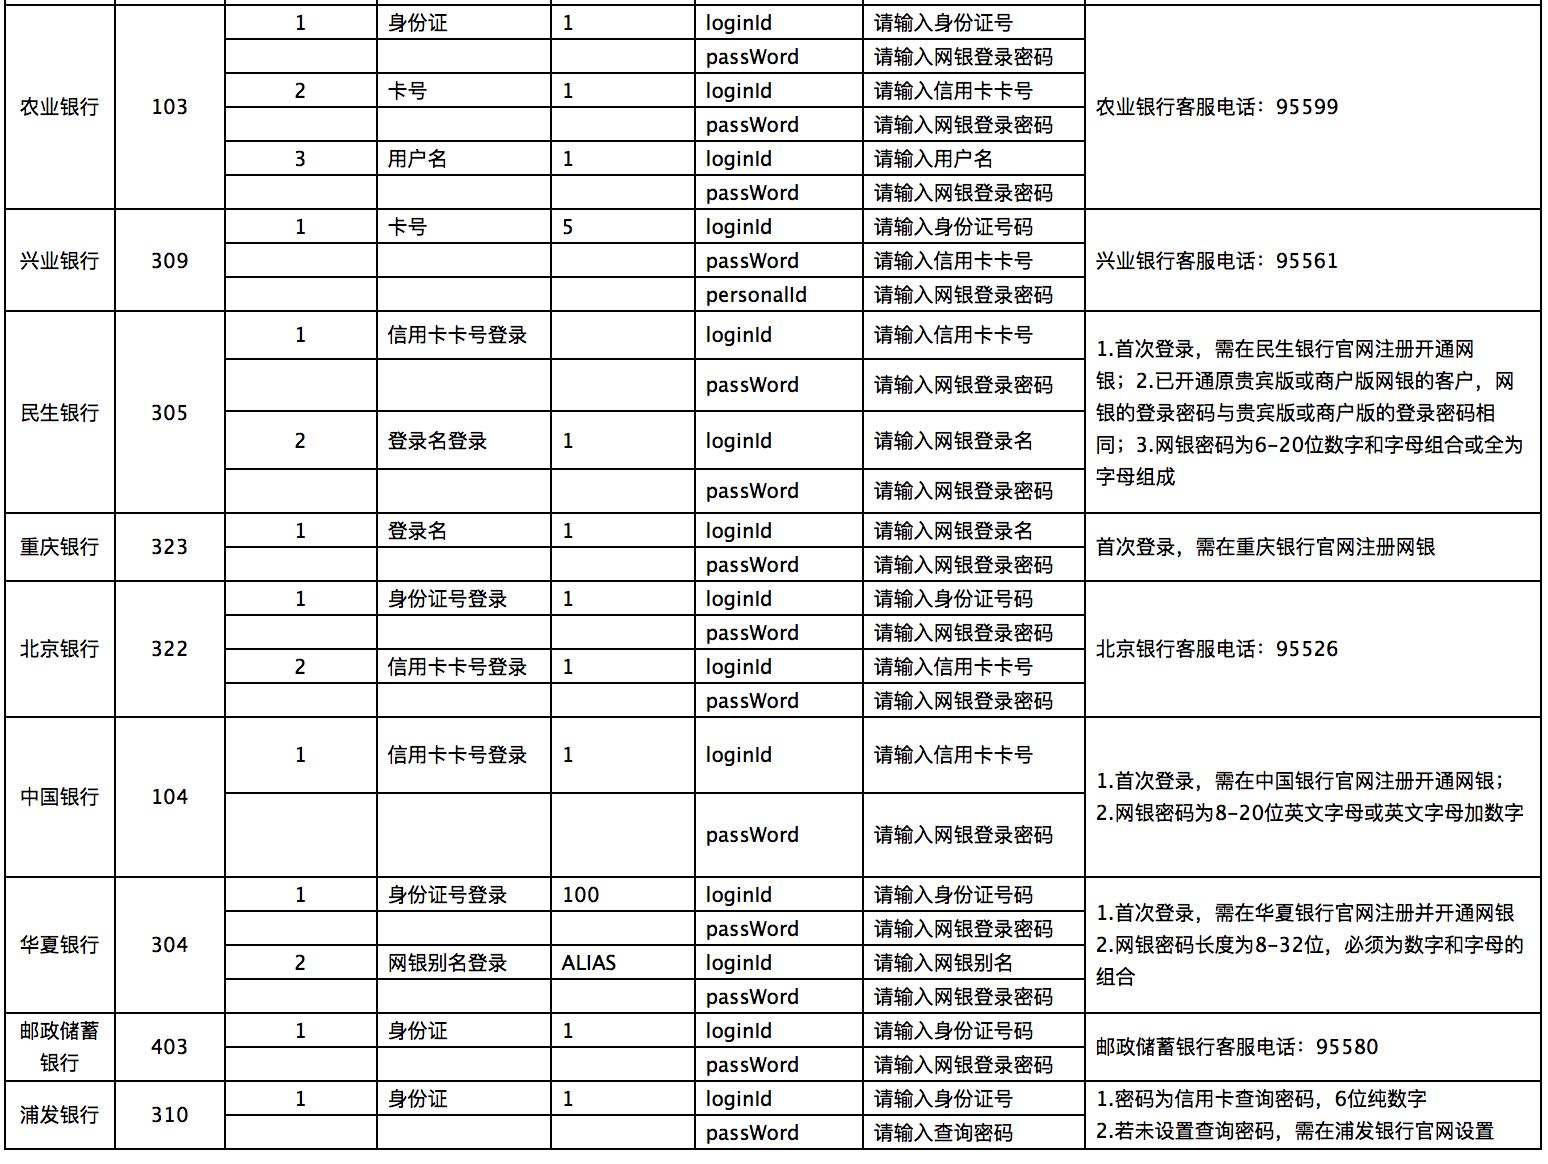 农业银行 103 1 身份证 1 loginId 请输入身份证号 农业银行客服电话：95599
passWord 请输入网银登录密码
2 卡号 1 loginId 请输入信用卡卡号
passWord 请输入网银登录密码
3 用户名 1 loginId 请输入用户名
passWord 请输入网银登录密码
兴业银行 309 1 卡号 5 loginId 请输入身份证号码 兴业银行客服电话：95561
passWord 请输入信用卡卡号
personalId 请输入网银登录密码
民生银行 305 1 信用卡卡号登录 loginId 请输入信用卡卡号
passWord 请输入网银登录密码
2 登录名登录 1 loginId 请输入网银登录名
passWord 请输入网银登录密码
1.首次登录，需在民生银行官网注册开通网
银；2.已开通原贵宾版或商户版网银的客户，网
银的登录密码与贵宾版或商户版的登录密码相
同；3.网银密码为6-20位数字和字母组合或全为
字母组成
重庆银行 323 1 登录名 1 loginId 请输入网银登录名 首次登录，需在重庆银行官网注册网银
passWord 请输入网银登录密码
北京银行 322 1 身份证号登录 1 loginId 请输入身份证号码 北京银行客服电话：95526
passWord 请输入网银登录密码
2 信用卡卡号登录 1 loginId 请输入信用卡卡号
passWord 请输入网银登录密码
中国银行 104 1 信用卡卡号登录 1 loginId 请输入信用卡卡号
passWord 请输入网银登录密码
1.首次登录，需在中国银行官网注册开通网银；
2.网银密码为8-20位英文字母或英文字母加数字
华夏银行 304 1 身份证号登录 100 loginId 请输入身份证号码
passWord 请输入网银登录密码
2 网银别名登录 ALIAS loginId 请输入网银别名
passWord 请输入网银登录密码
1.首次登录，需在华夏银行官网注册并开通网银
2.网银密码长度为8-32位，必须为数字和字母的
组合
邮政储蓄
银行 403 1 身份证 1 loginId 请输入身份证号码 邮政储蓄银行客服电话：95580
passWord 请输入网银登录密码
浦发银行 310 1 身份证 1 loginId 请输入身份证号 1.密码为信用卡查询密码，6位纯数字
passWord 请输入查询密码 2.若未设置查询密码，需在浦发银行官网设置